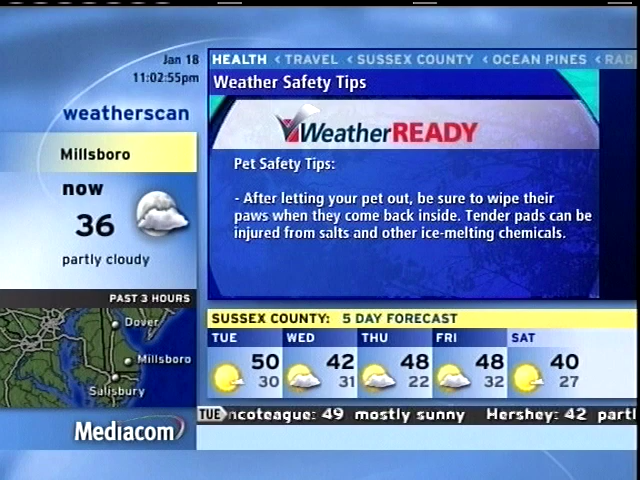 Jan 18
11:02:55pm
HEALTH < TRAVEL < SUSSEX COUNTY < OCEAN PINES < RAD
weatherscan
Weather Safety Tips
WeatherREADY
Millsboro
now
36
partly cloudy
Pet Safety Tips:
- After letting your pet out, be sure to wipe their
paws when they come back inside. Tender pads can be
injured from salts and other ice-melting chemicals.
PAST 3 HOURS
Dover
Millsboro
Salisbury
SUSSEX COUNTY: 5 DAY FORECAST
TUE WED THU FRI SAT
50 42 48 48 40
30 31 22 32 27
TUE ncoteague: 49 mostly sunny Hershey: 42 partl
Mediacom